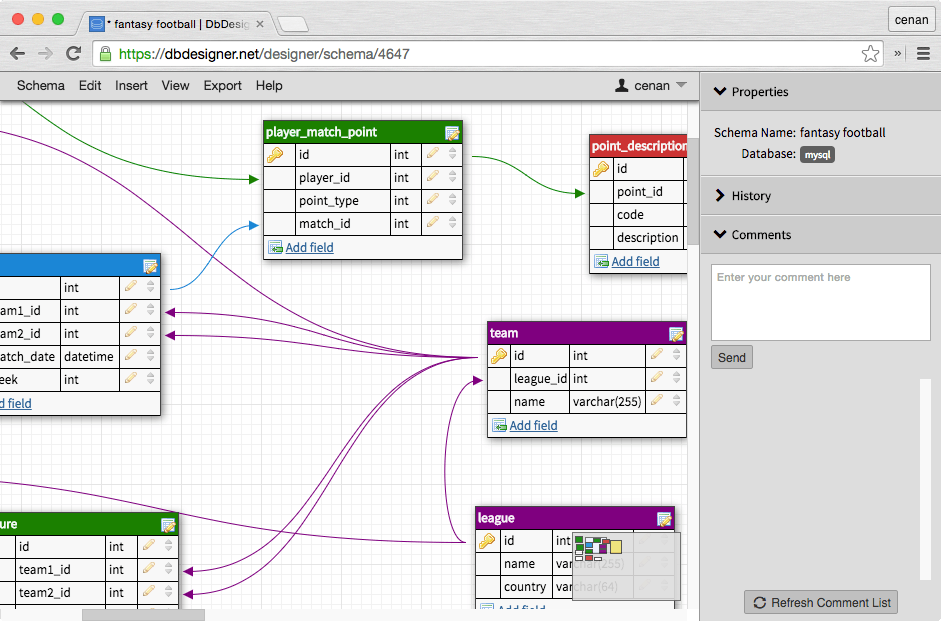 * fantasy football | DbDesig
cenan
https://dbdesigner.net/designer/schema/4647
»
Schema Edit Insert View Export Help
cenan
Properties
Schema Name: fantasy football
Database: mysql
History
Comments
Enter your comment here
Send
Refresh Comment List
player_match_point
id int
player_id int
point_type int
match_id int
Add field
point_description
id
point_id
code
description
Add field
int
am1_id int
am2_id int
atch_date datetime
eek int
d field
team
id int
league_id int
name varchar(255)
Add field
ure
id int
team1_id int
team2_id int
league
id int
name varchar(255)
country varchar(64)
Add field